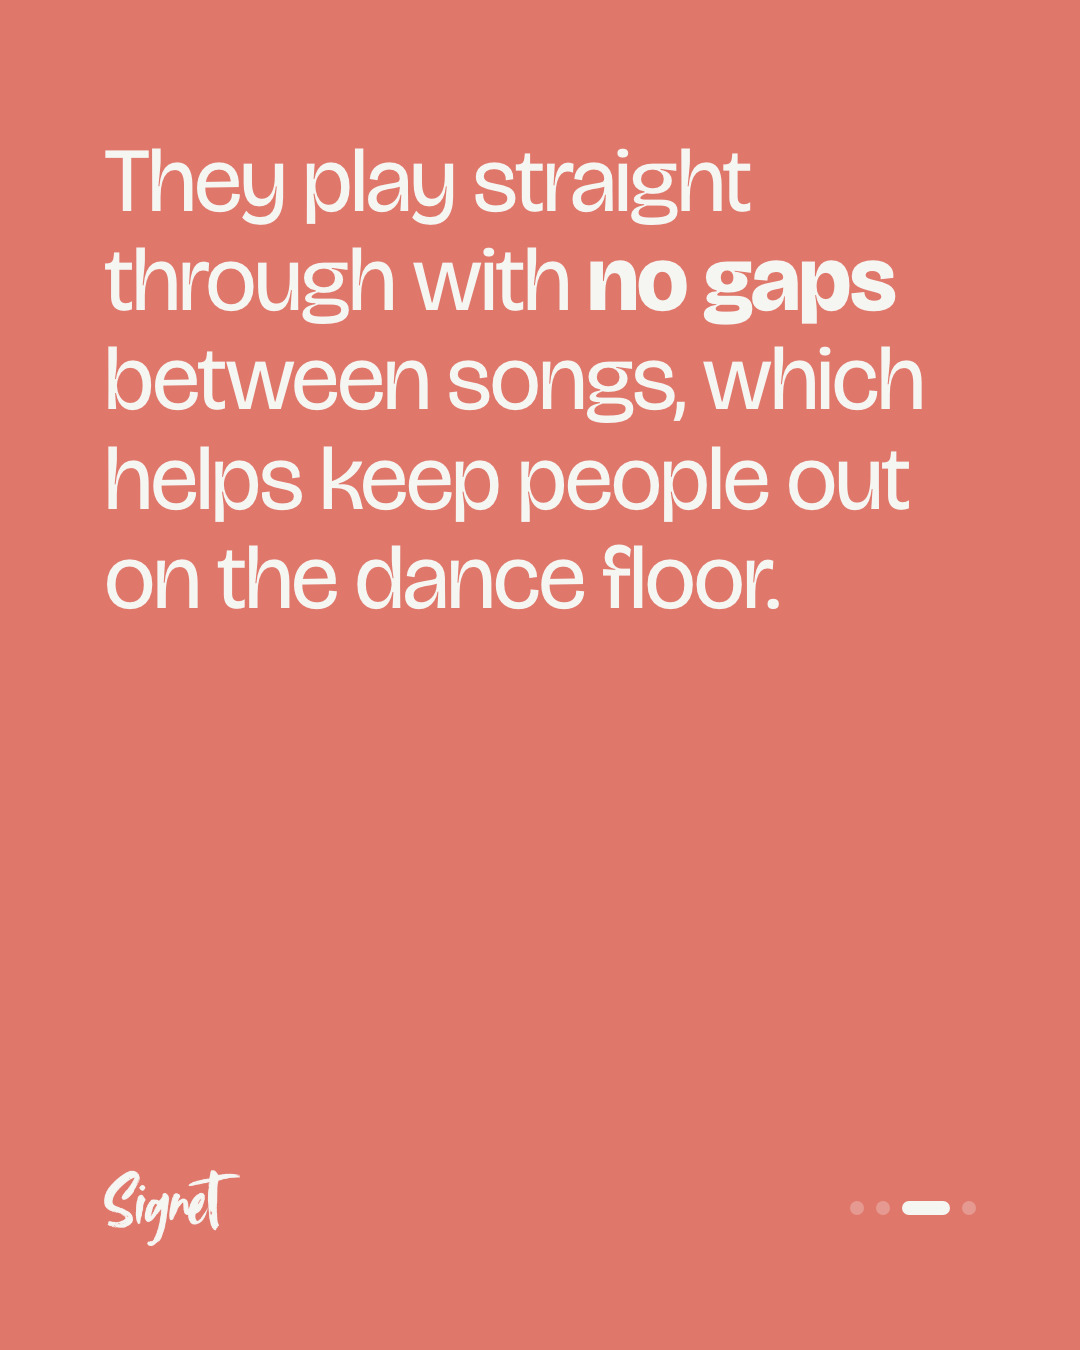 They play straight
through with no gaps
between songs, which
helps keep people out
on the dance floor.
Signet